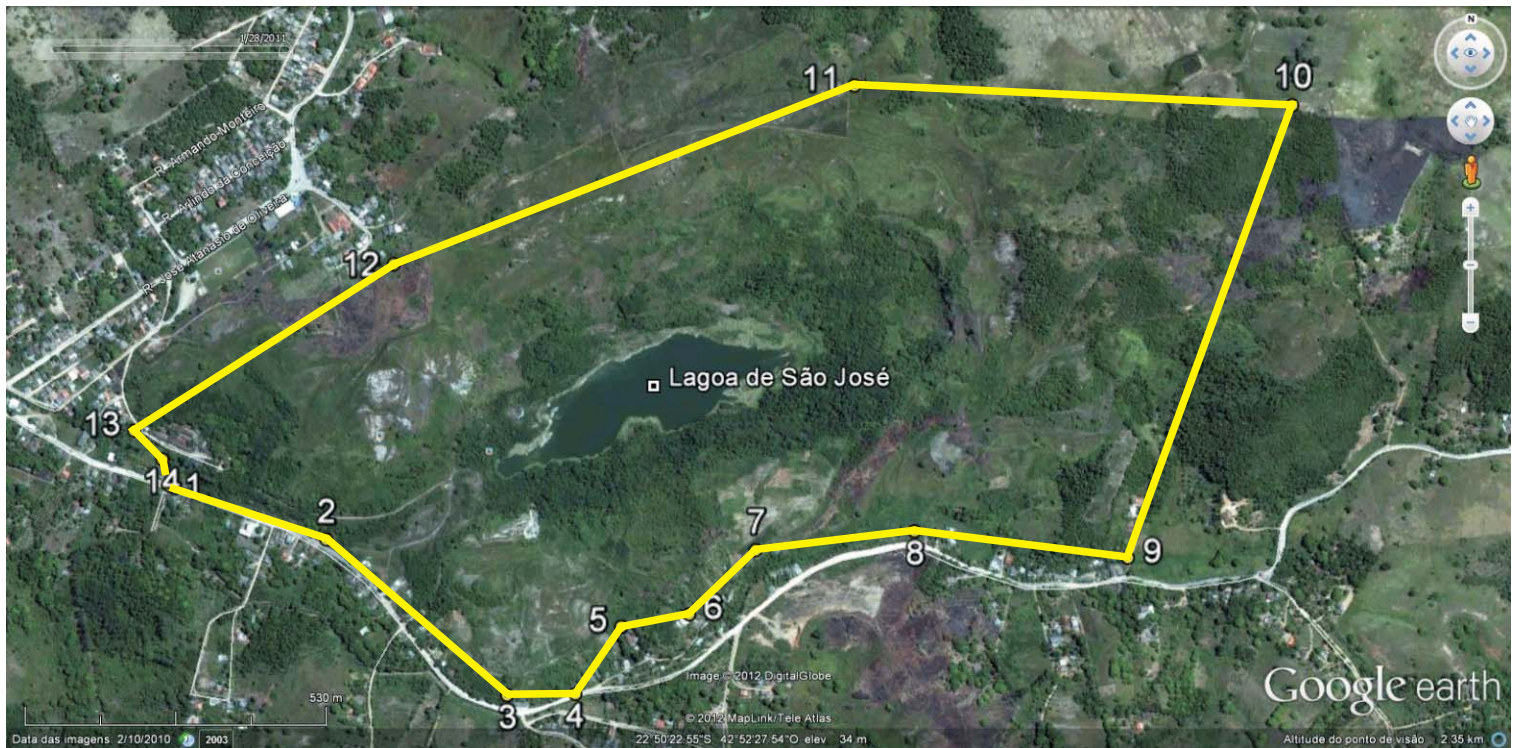 1/28/2011
N
11
10
R. Armando Monteiro
R. Arlindo da Conceição
R. José Atanasio de Oliveira
12
Lagoa de São José
13
14
1
2
7
8
9
5
6
3
4
530 m
Image © 2012 DigitalGlobe
© 2012 MapLink/Tele Atlas
Google earth
Data das imagens: 2/10/2010 2003
22°50'22.55"S 42°52'27.54"O elev 34 m
Altitude do ponto de visão 2.35 km